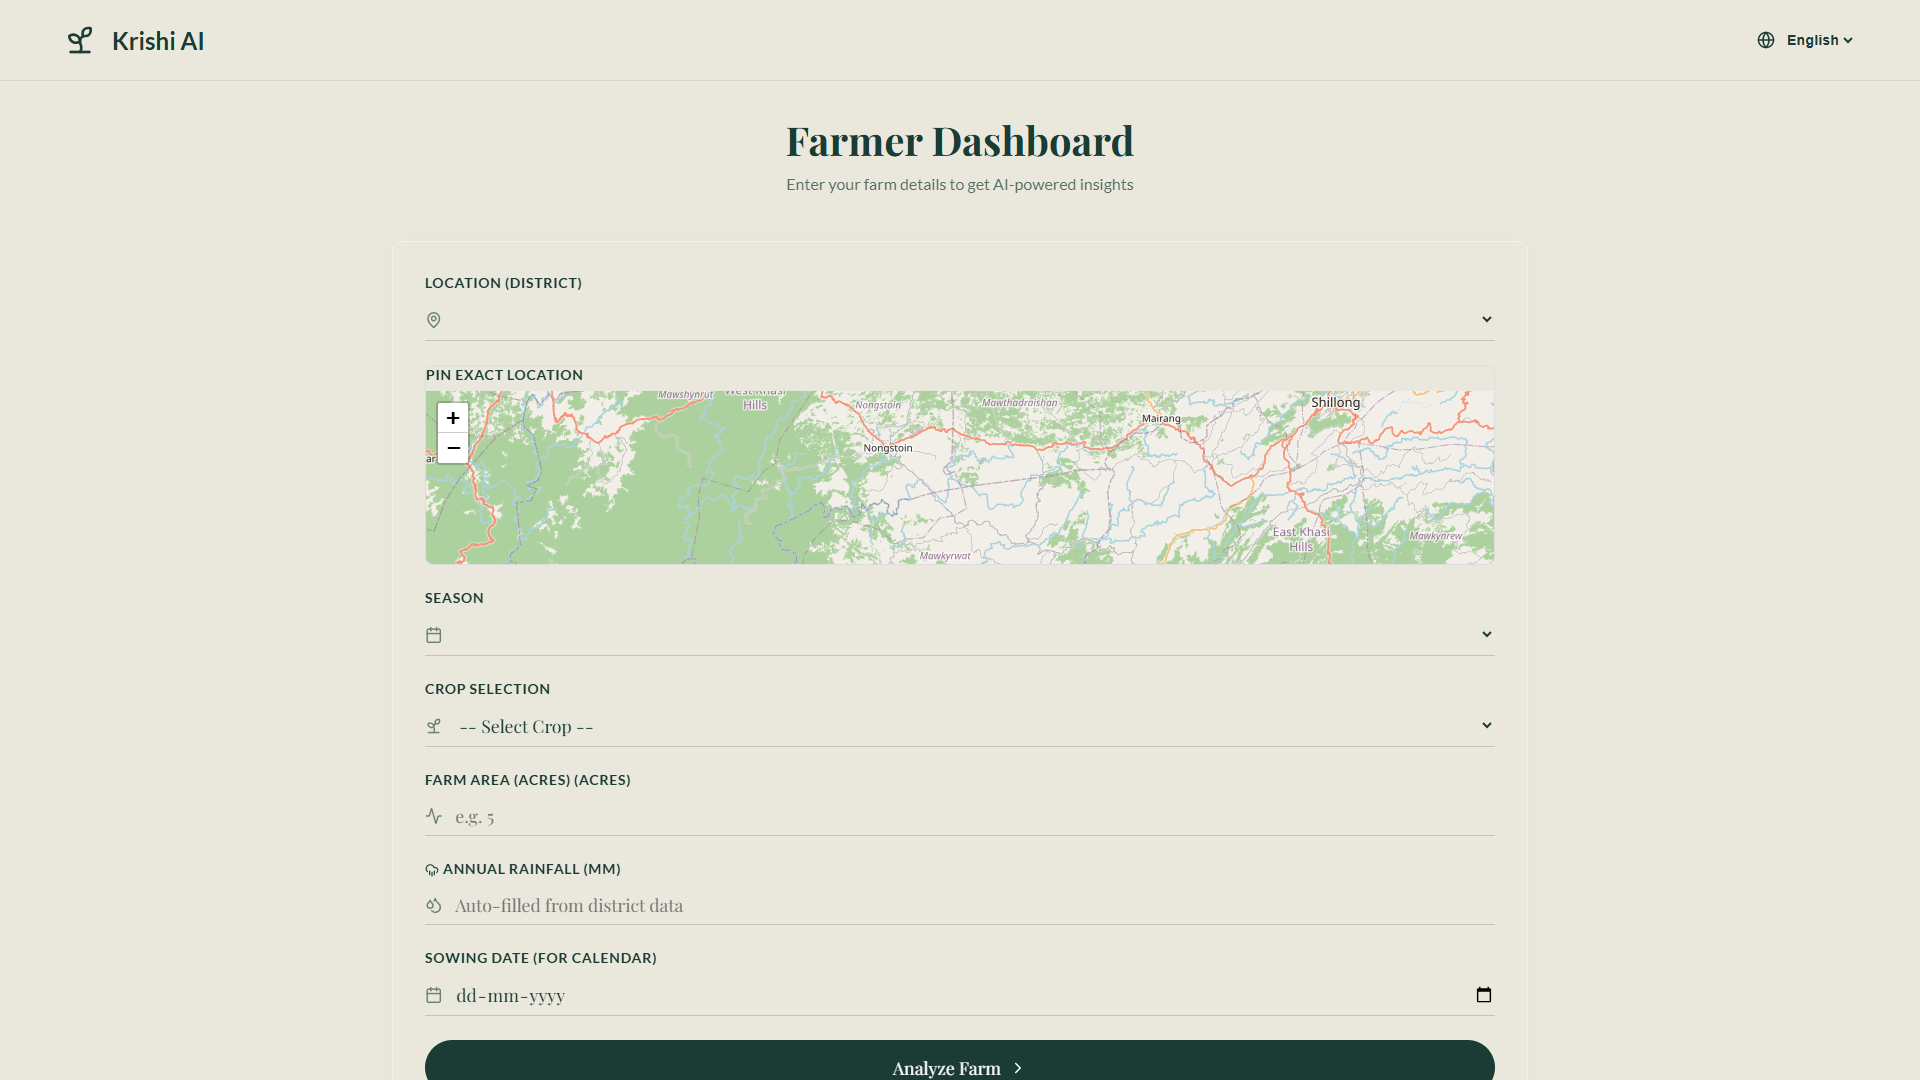 Krishi AI
English
Farmer Dashboard
Enter your farm details to get AI-powered insights
LOCATION (DISTRICT)
PIN EXACT LOCATION
+
−
Mawshynrut
West Khasi
Hills
Nongstoin
Nongstoin
Mawthadraishan
Mairang
Shillong
East Khasi
Hills
Mawkyrwat
Mawkynrew
SEASON
CROP SELECTION
-- Select Crop --
FARM AREA (ACRES) (ACRES)
e.g. 5
ANNUAL RAINFALL (MM)
Auto-filled from district data
SOWING DATE (FOR CALENDAR)
dd-mm-yyyy
Analyze Farm